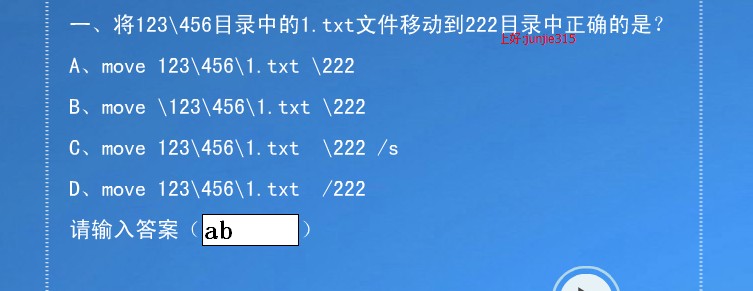 一、将123\456目录中的1.txt文件移动到222目录中正确的是？
上好:junjie315
A、move 123\456\1.txt \222
B、move \123\456\1.txt \222
C、move 123\456\1.txt  \222 /s
D、move 123\456\1.txt  /222
请输入答案（ab）